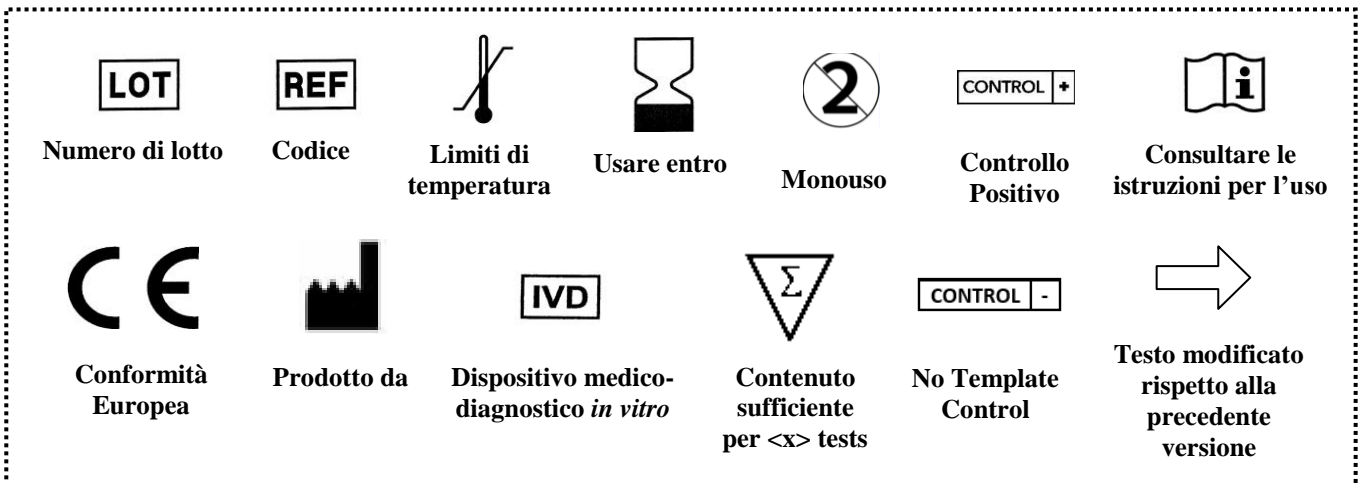 LOT
Numero di lotto
REF
Codice
Limiti di
temperatura
Usare entro
2
Monouso
CONTROL +
Controllo
Positivo
i
Consultare le
istruzioni per l’uso
CE
Conformità
Europea
Prodotto da
IVD
Dispositivo medico-
diagnostico in vitro
Σ
Contenuto
sufficiente
per <x> tests
CONTROL -
No Template
Control
Testo modificato
rispetto alla
precedente
versione